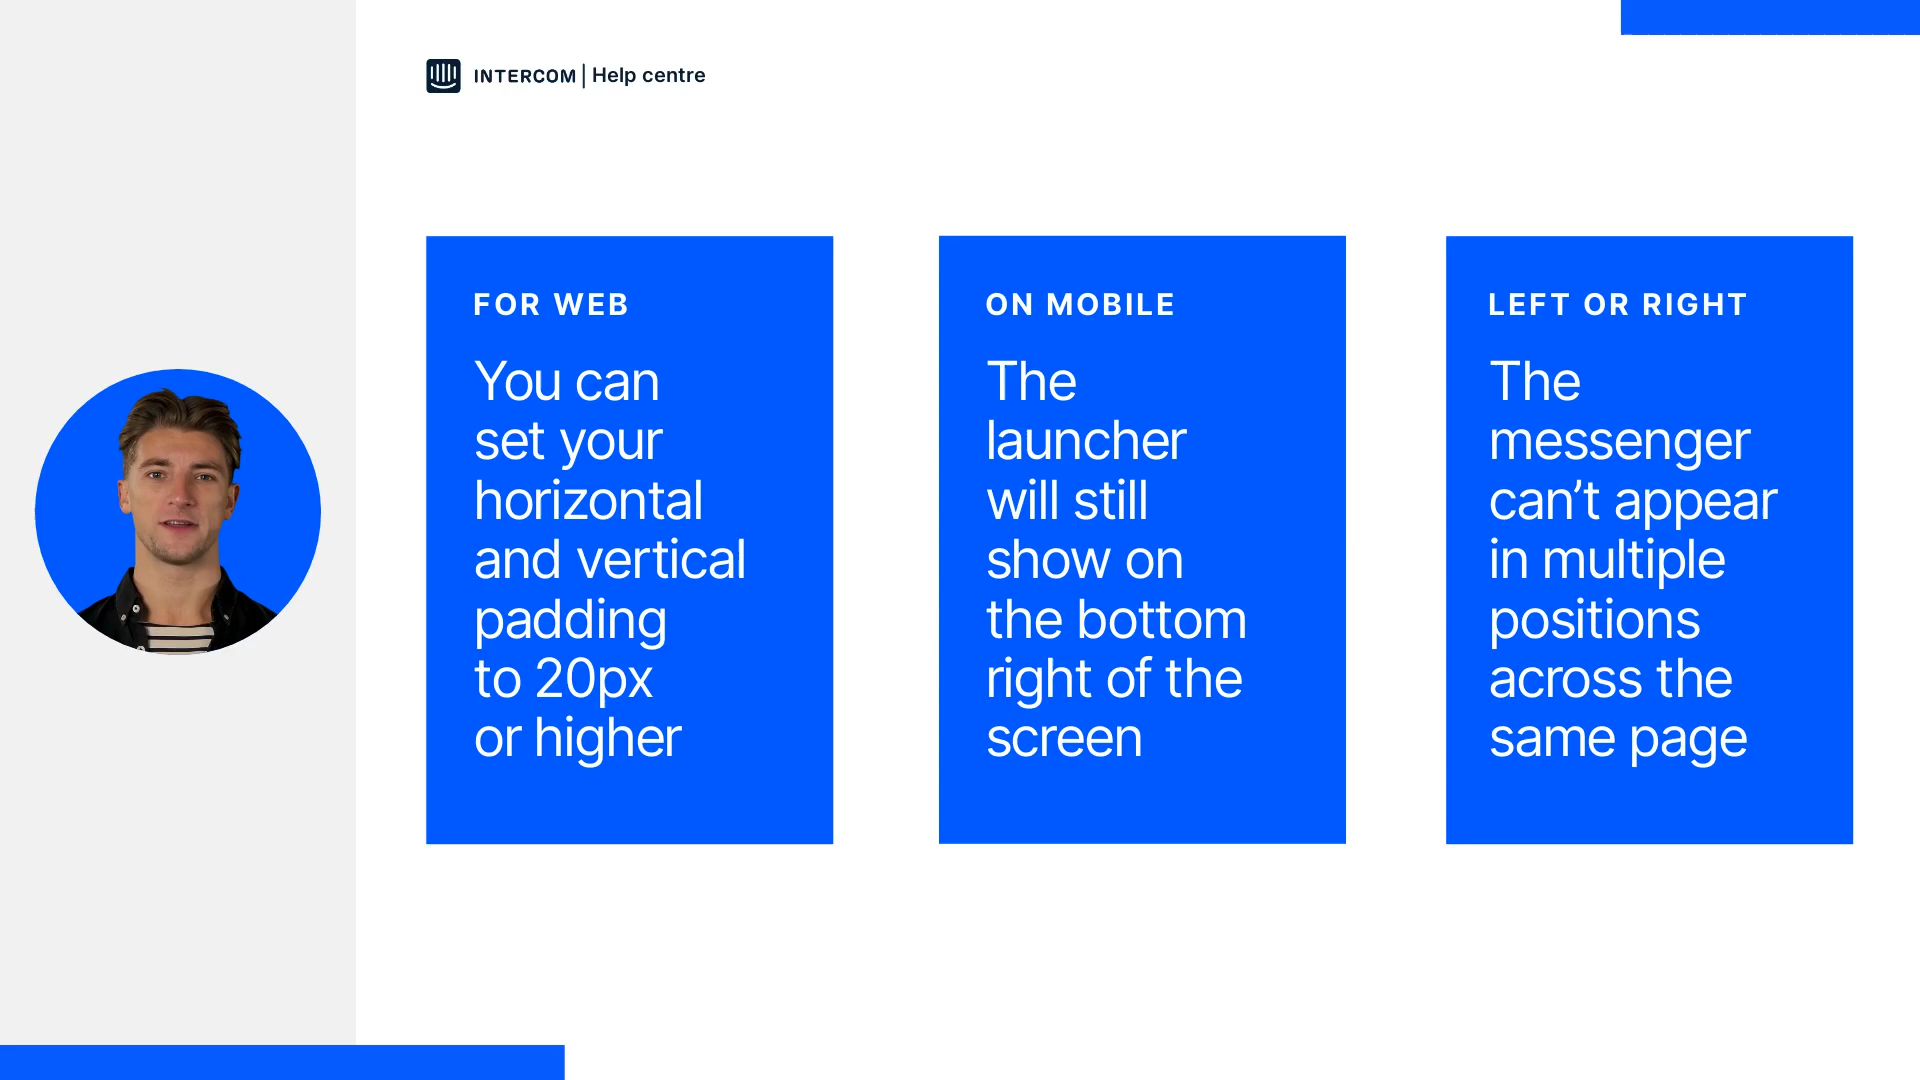 INTERCOM | Help centre
FOR WEB
You can
set your
horizontal
and vertical
padding
to 20px
or higher
ON MOBILE
The
launcher
will still
show on
the bottom
right of the
screen
LEFT OR RIGHT
The
messenger
can’t appear
in multiple
positions
across the
same page